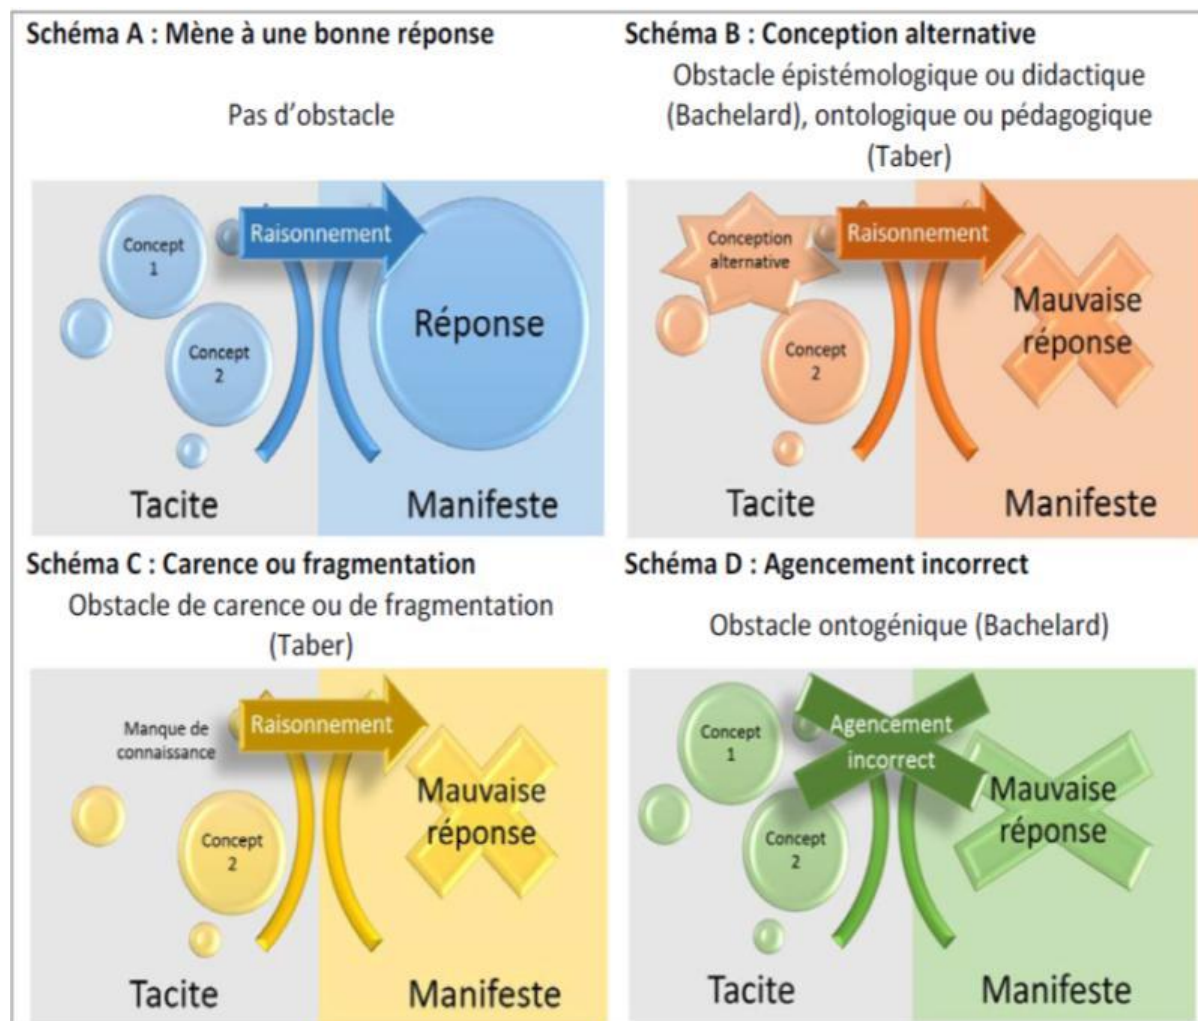 Schéma A : Mène à une bonne réponse
Pas d'obstacle
Concept
1
Concept
2
Raisonnement
Réponse
Tacite
Manifeste
Schéma B : Conception alternative
Obstacle épistémologique ou didactique
(Bachelard), ontologique ou pédagogique
(Taber)
Conception
alternative
Concept
2
Raisonnement
Mauvaise
réponse
Tacite
Manifeste
Schéma C : Carence ou fragmentation
Obstacle de carence ou de fragmentation
(Taber)
Manque de
connaissance
Concept
2
Raisonnement
Mauvaise
réponse
Tacite
Manifeste
Schéma D : Agencement incorrect
Obstacle ontogénique (Bachelard)
Concept
1
Concept
2
Agencement
incorrect
Mauvaise
réponse
Tacite
Manifeste